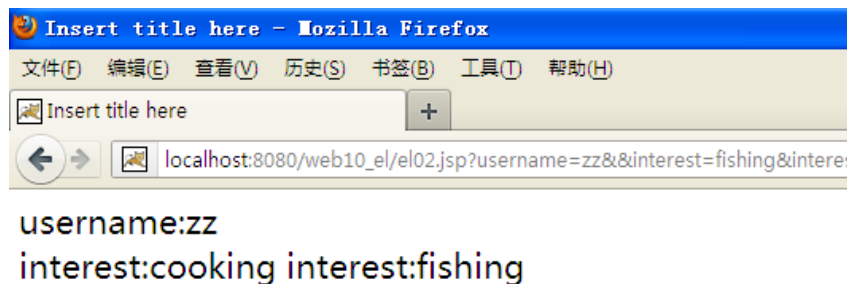 Insert title here - Mozilla Firefox
文件(F) 编辑(E) 查看(V) 历史(S) 书签(B) 工具(T) 帮助(H)
Insert title here +
localhost:8080/web10_el/el02.jsp?username=zz&&interest=fishing&interes
username:zz
interest:cooking interest:fishing